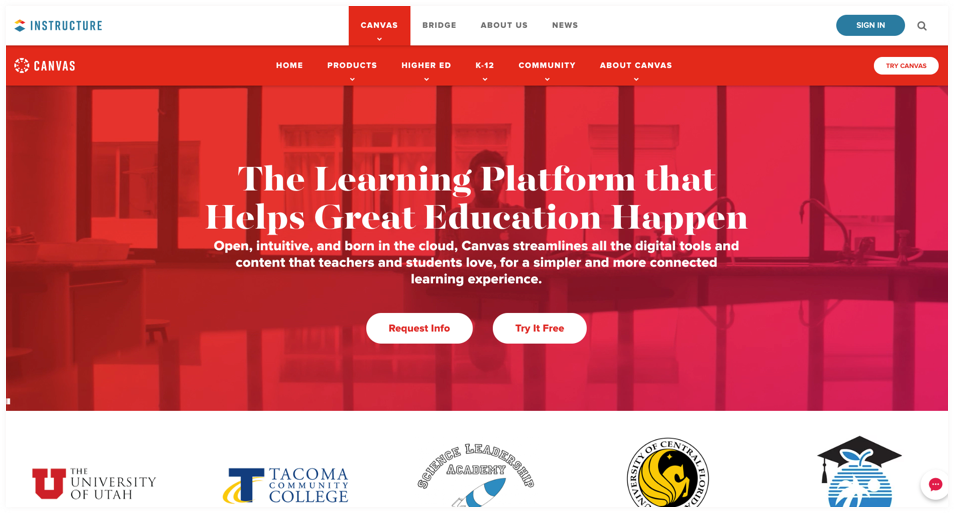 INSTRUCTURE
CANVAS
BRIDGE
ABOUT US
NEWS
SIGN IN
CANVAS
HOME
PRODUCTS
HIGHER ED
K-12
COMMUNITY
ABOUT CANVAS
TRY CANVAS
The Learning Platform that
Helps Great Education Happen
Open, intuitive, and born in the cloud, Canvas streamlines all the digital tools and
content that teachers and students love, for a simpler and more connected
learning experience.
Request Info
Try It Free
U
THE
UNIVERSITY
OF UTAH
T
TACOMA
COMMUNITY
COLLEGE
SCIENCE LEADERSHIP
ACADEMY
UNIVERSITY OF CENTRAL FLORIDA